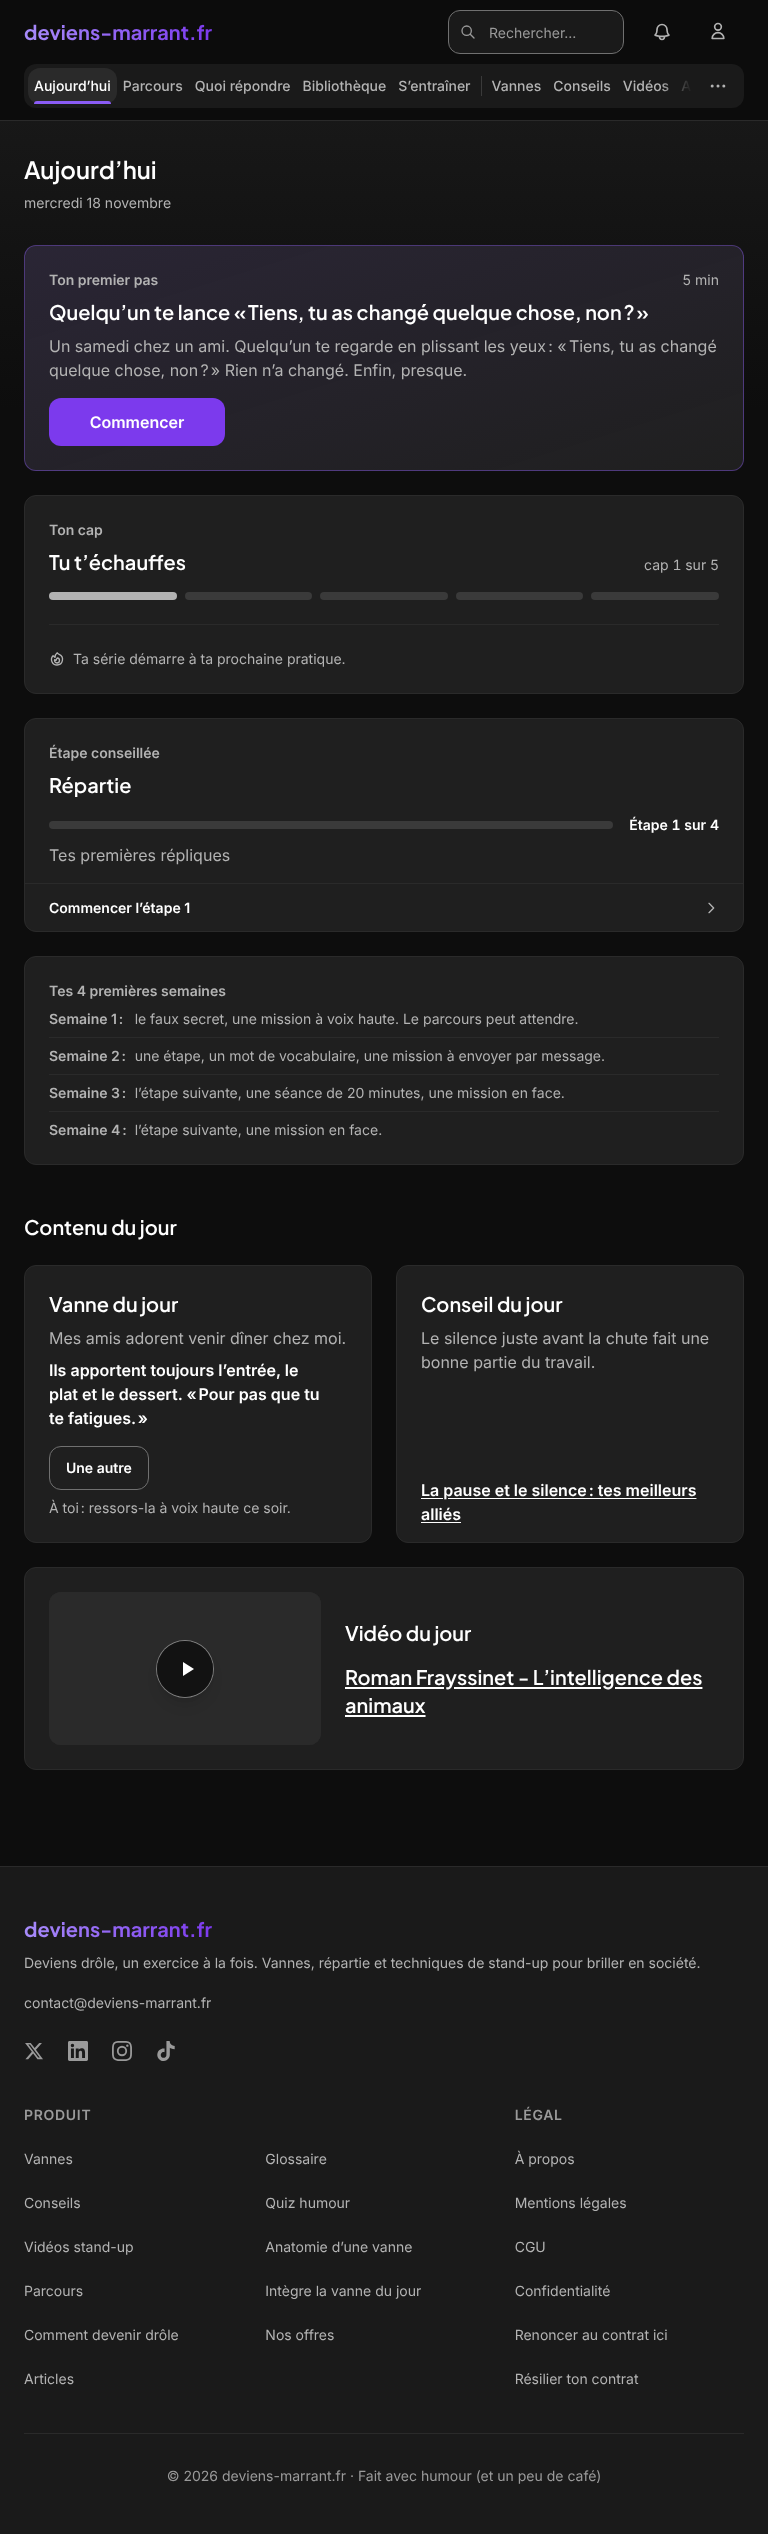 deviens-marrant.fr
Rechercher...
Aujourd’hui Parcours Quoi répondre Bibliothèque S’entraîner Vannes Conseils Vidéos A
Aujourd’hui
mercredi 18 novembre
Ton premier pas 5 min
Quelqu’un te lance « Tiens, tu as changé quelque chose, non ? »
Un samedi chez un ami. Quelqu’un te regarde en plissant les yeux : « Tiens, tu as changé
quelque chose, non ? » Rien n’a changé. Enfin, presque.
Commencer
Ton cap
Tu t’échauffes cap 1 sur 5
Ta série démarre à ta prochaine pratique.
Étape conseillée
Répartie
Étape 1 sur 4
Tes premières répliques
Commencer l’étape 1
Tes 4 premières semaines
Semaine 1 : le faux secret, une mission à voix haute. Le parcours peut attendre.
Semaine 2 : une étape, un mot de vocabulaire, une mission à envoyer par message.
Semaine 3 : l’étape suivante, une séance de 20 minutes, une mission en face.
Semaine 4 : l’étape suivante, une mission en face.
Contenu du jour
Vanne du jour
Mes amis adorent venir dîner chez moi.
Ils apportent toujours l’entrée, le
plat et le dessert. « Pour pas que tu
te fatigues. »
Une autre
À toi : ressors-la à voix haute ce soir.
Conseil du jour
Le silence juste avant la chute fait une
bonne partie du travail.
La pause et le silence : tes meilleurs
alliés
Vidéo du jour
Roman Frayssinet - L’intelligence des
animaux
deviens-marrant.fr
Deviens drôle, un exercice à la fois. Vannes, répartie et techniques de stand-up pour briller en société.
contact@deviens-marrant.fr
PRODUIT
Vannes
Conseils
Vidéos stand-up
Parcours
Comment devenir drôle
Articles
Glossaire
Quiz humour
Anatomie d’une vanne
Intègre la vanne du jour
Nos offres
LÉGAL
À propos
Mentions légales
CGU
Confidentialité
Renoncer au contrat ici
Résilier ton contrat
© 2026 deviens-marrant.fr · Fait avec humour (et un peu de café)